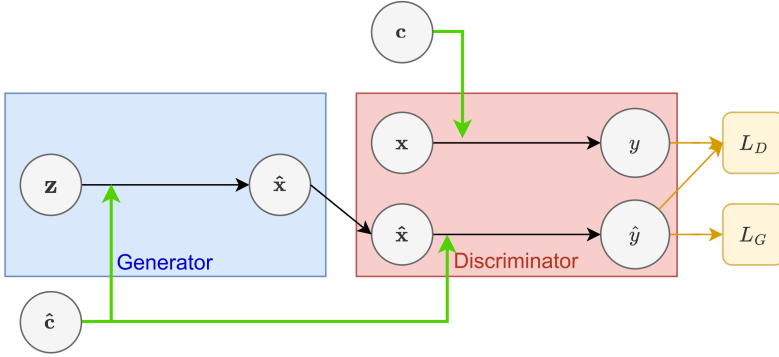 c
x
y
L_D
z
x̂
x̂
ŷ
L_G
Generator
Discriminator
ĉ